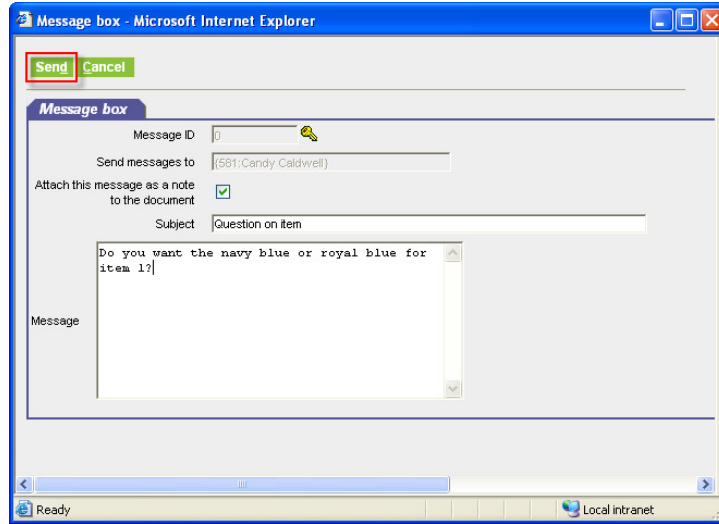 Message box - Microsoft Internet Explorer
Send Cancel
Message box
Message ID 0
Send messages to {581:Candy Caldwell}
Attach this message as a note
to the document
Subject Question on item
Do you want the navy blue or royal blue for
item 1?
Message
Ready Local intranet